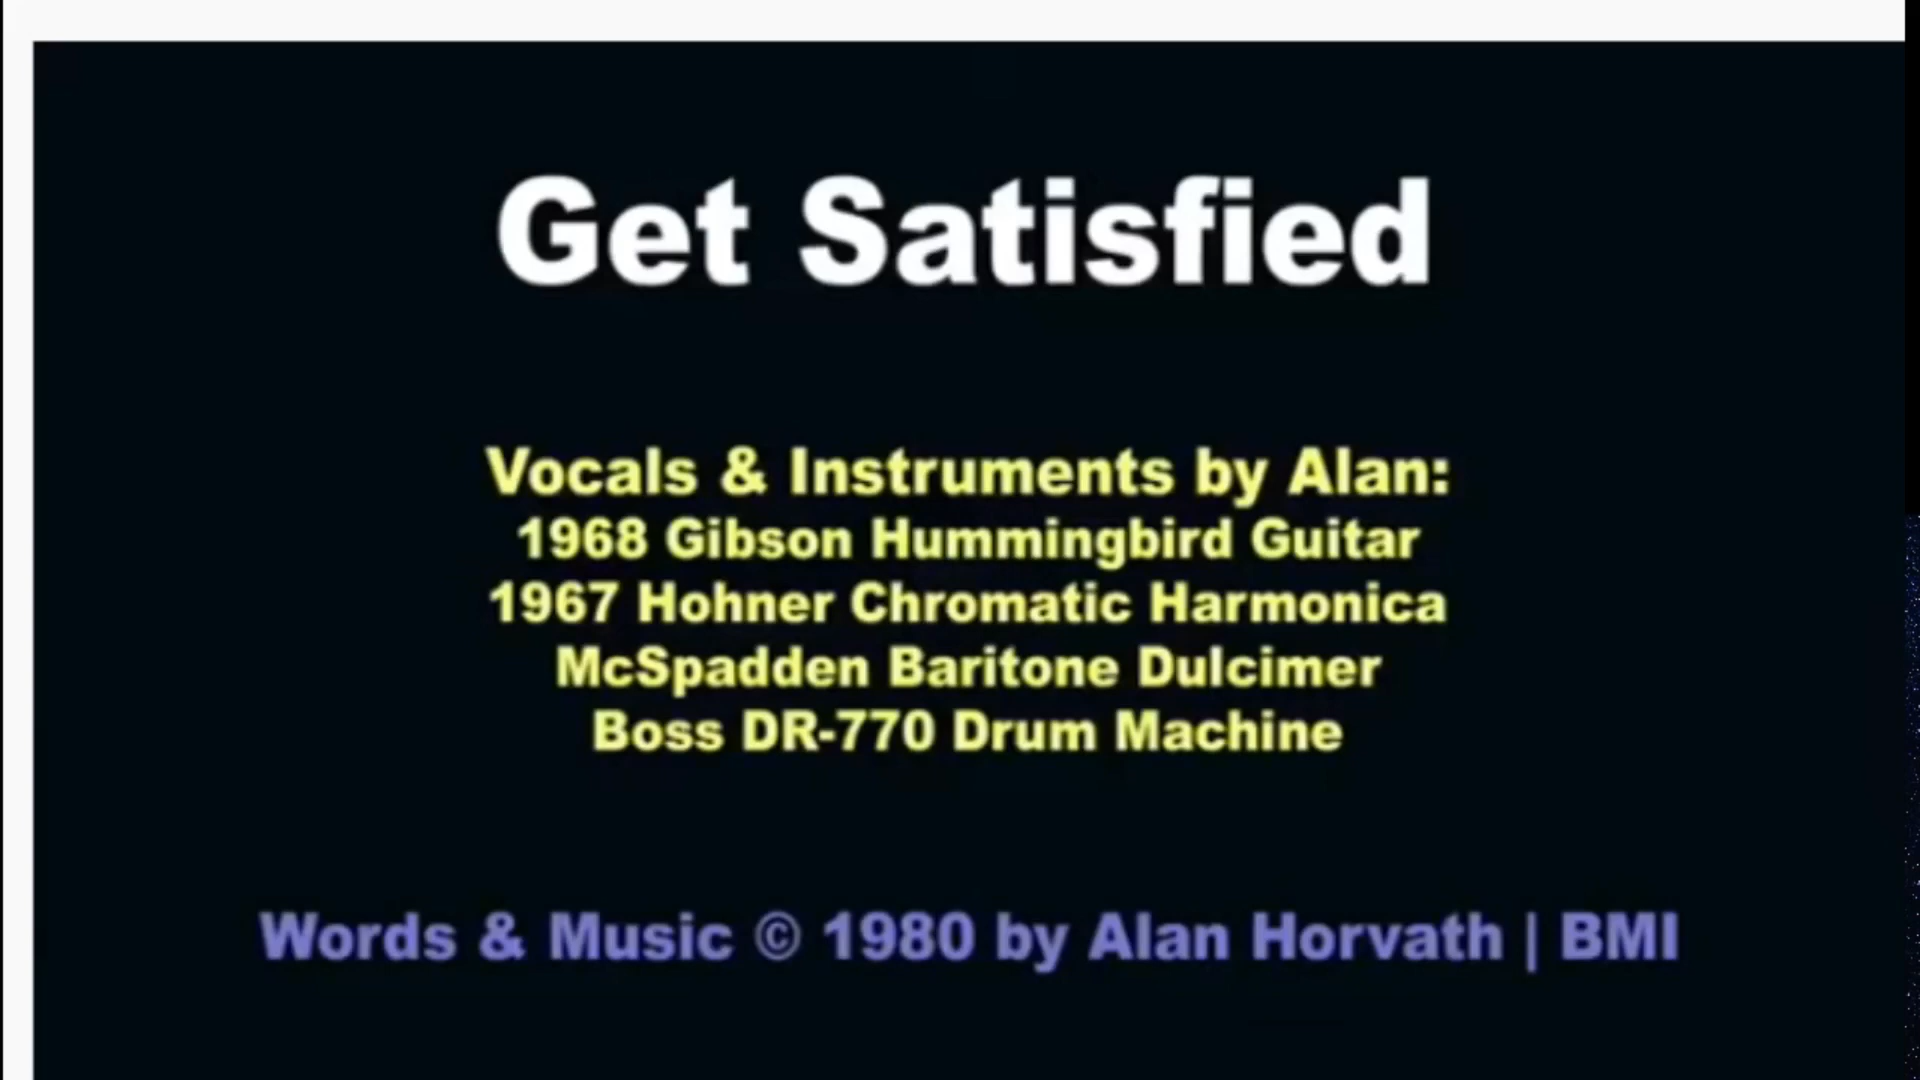 Get Satisfied
Vocals & Instruments by Alan:
1968 Gibson Hummingbird Guitar
1967 Hohner Chromatic Harmonica
McSpadden Baritone Dulcimer
Boss DR-770 Drum Machine
Words & Music © 1980 by Alan Horvath | BMI